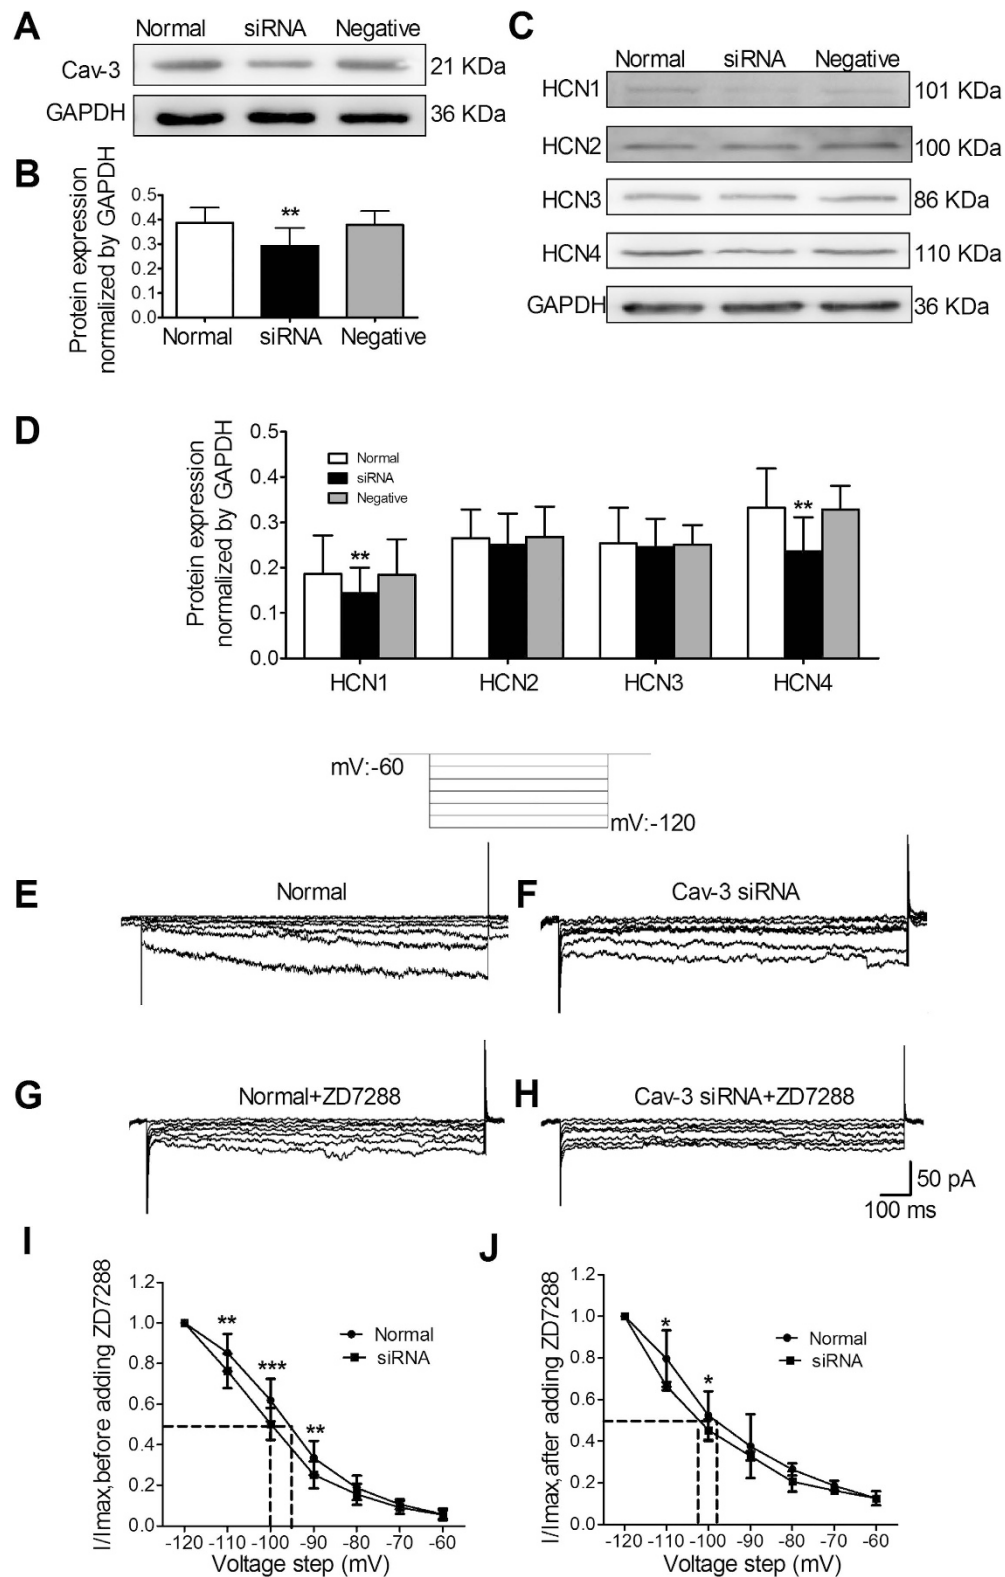 A
Normal siRNA Negative
Cav-3 21 KDa
GAPDH 36 KDa
B
Protein expression
normalized by GAPDH
0.5
0.4
0.3
0.2
0.1
0.0
**
Normal siRNA Negative
C
Normal siRNA Negative
HCN1 101 KDa
HCN2 100 KDa
HCN3 86 KDa
HCN4 110 KDa
GAPDH 36 KDa
D
Protein expression
normalized by GAPDH
0.5
0.4
0.3
0.2
0.1
0.0
Normal
siRNA
Negative
**
**
HCN1 HCN2 HCN3 HCN4
mV:-60
mV:-120
E
Normal
F
Cav-3 siRNA
G
Normal+ZD7288
H
Cav-3 siRNA+ZD7288
50 pA
100 ms
I
I/Imax,before adding ZD7288
1.2
1.0
0.8
0.6
0.4
0.2
0.0
**
***
**
Normal
siRNA
-120 -110 -100 -90 -80 -70 -60
Voltage step (mV)
J
I/Imax,after adding ZD7288
1.2
1.0
0.8
0.6
0.4
0.2
0.0
*
*
Normal
siRNA
-120 -110 -100 -90 -80 -70 -60
Voltage step (mV)